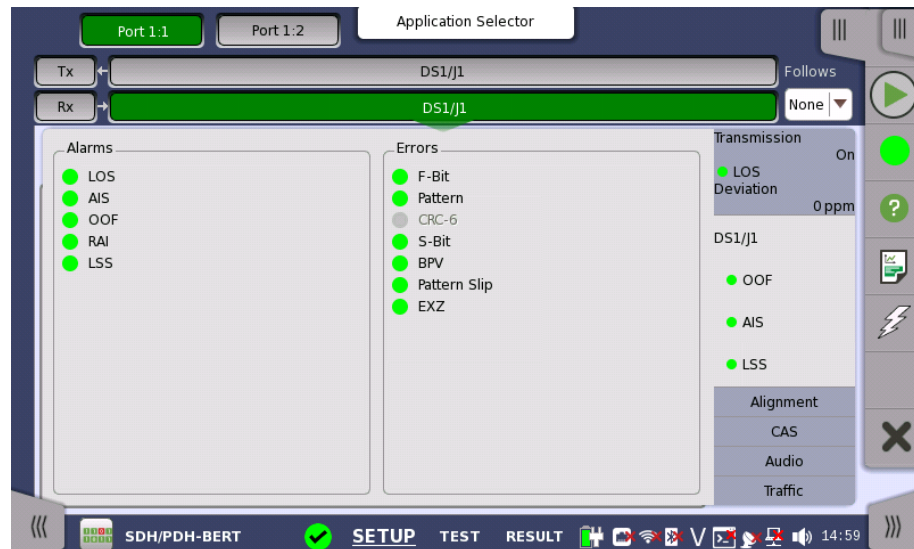 Application Selector
Port 1:1
Port 1:2
Tx
DS1/J1
Follows
Rx
DS1/J1
None
Alarms
LOS
AIS
OOF
RAI
LSS
Errors
F-Bit
Pattern
CRC-6
S-Bit
BPV
Pattern Slip
EXZ
Transmission
On
LOS
Deviation
0 ppm
DS1/J1
OOF
AIS
LSS
Alignment
CAS
Audio
Traffic
SDH/PDH-BERT
SETUP
TEST
RESULT
V
14:59